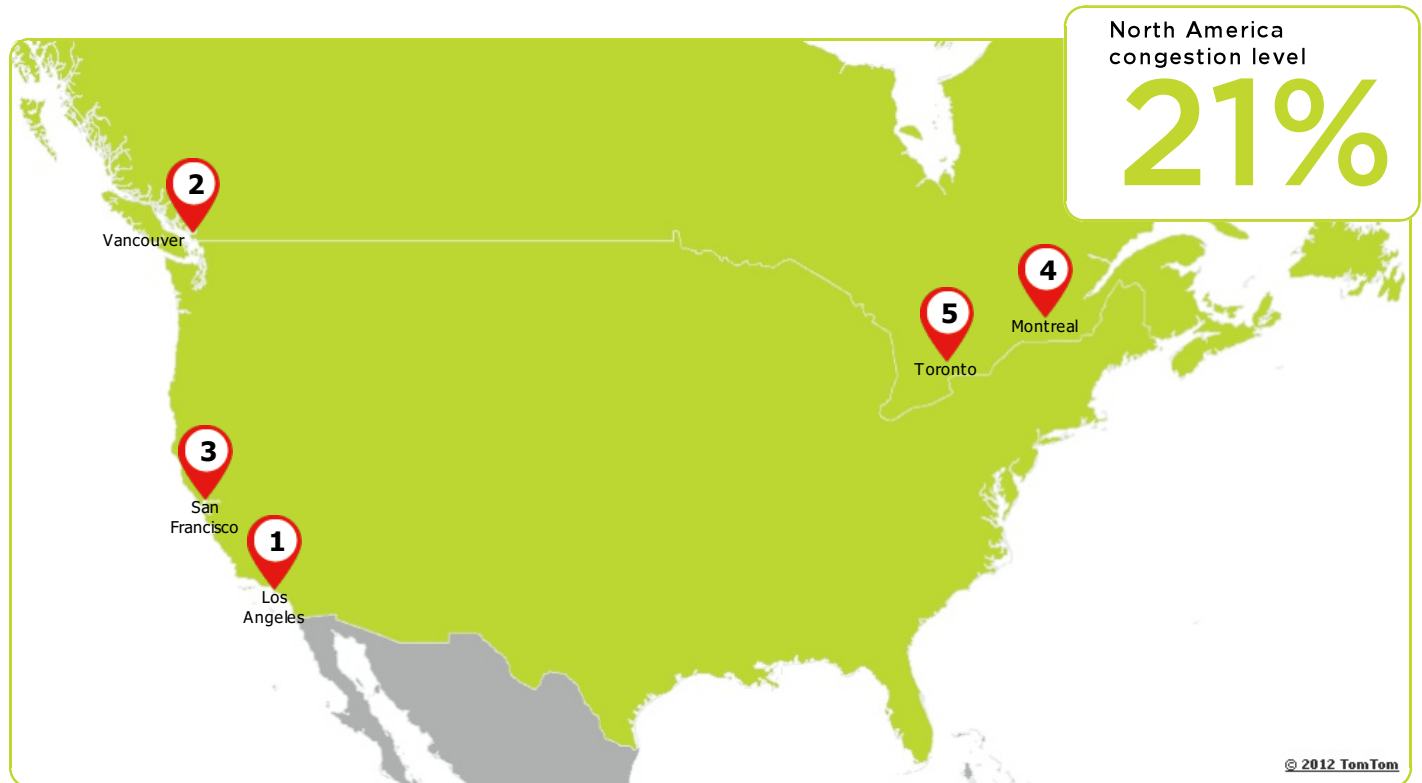 North America
congestion level
21%
2
Vancouver
4
Montreal
5
Toronto
3
San
Francisco
1
Los
Angeles
© 2012 TomTom